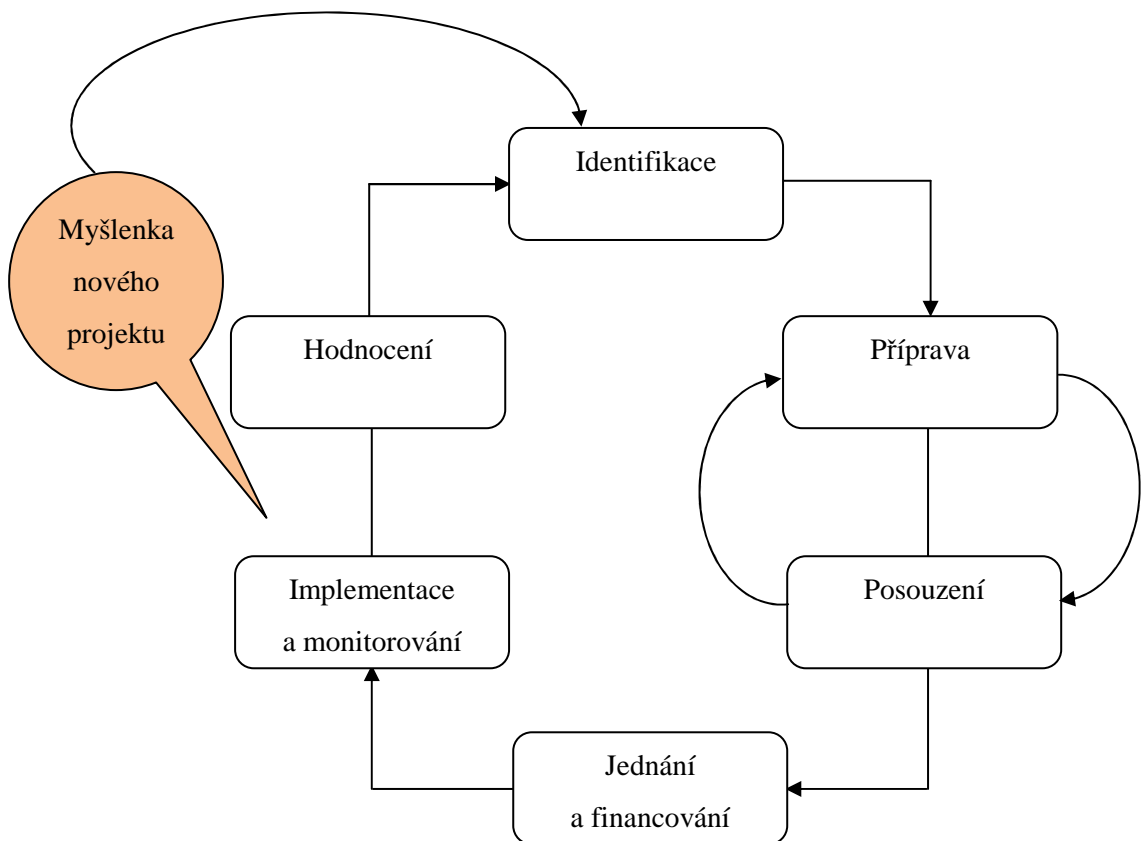 Identifikace
Myšlenka
nového
projektu
Hodnocení
Příprava
Implementace
a monitorování
Posouzení
Jednání
a financování